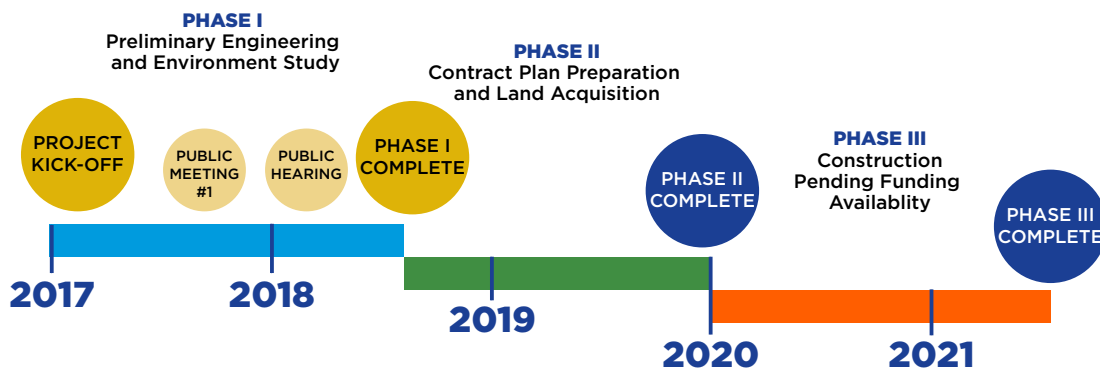 PHASE I
Preliminary Engineering
and Environment Study
PHASE II
Contract Plan Preparation
and Land Acquisition
PHASE III
Construction
Pending Funding
Availablity
PROJECT
KICK-OFF
PUBLIC
MEETING
#1
PUBLIC
HEARING
PHASE I
COMPLETE
PHASE II
COMPLETE
PHASE III
COMPLETE
2017
2018
2019
2020
2021